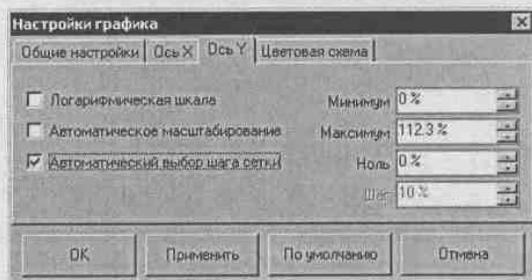 Настройки графика
Общие настройки Ось X Ось Y Цветовая схема
Логарифмическая шкала Минимум 0 %
Автоматическое масштабирование Максимум 112.3 %
Автоматический выбор шага сетки Ноль 0 %
Шаг 10 %
OK Применить По умолчанию Отмена